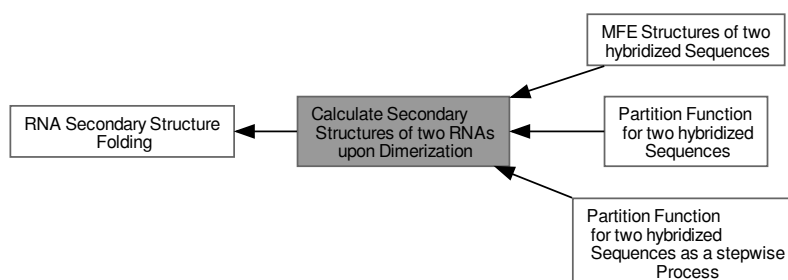 MFE Structures of two
hybridized Sequences
RNA Secondary Structure
Folding
Calculate Secondary
Structures of two RNAs
upon Dimerization
Partition Function
for two hybridized
Sequences
Partition Function
for two hybridized
Sequences as a stepwise
Process